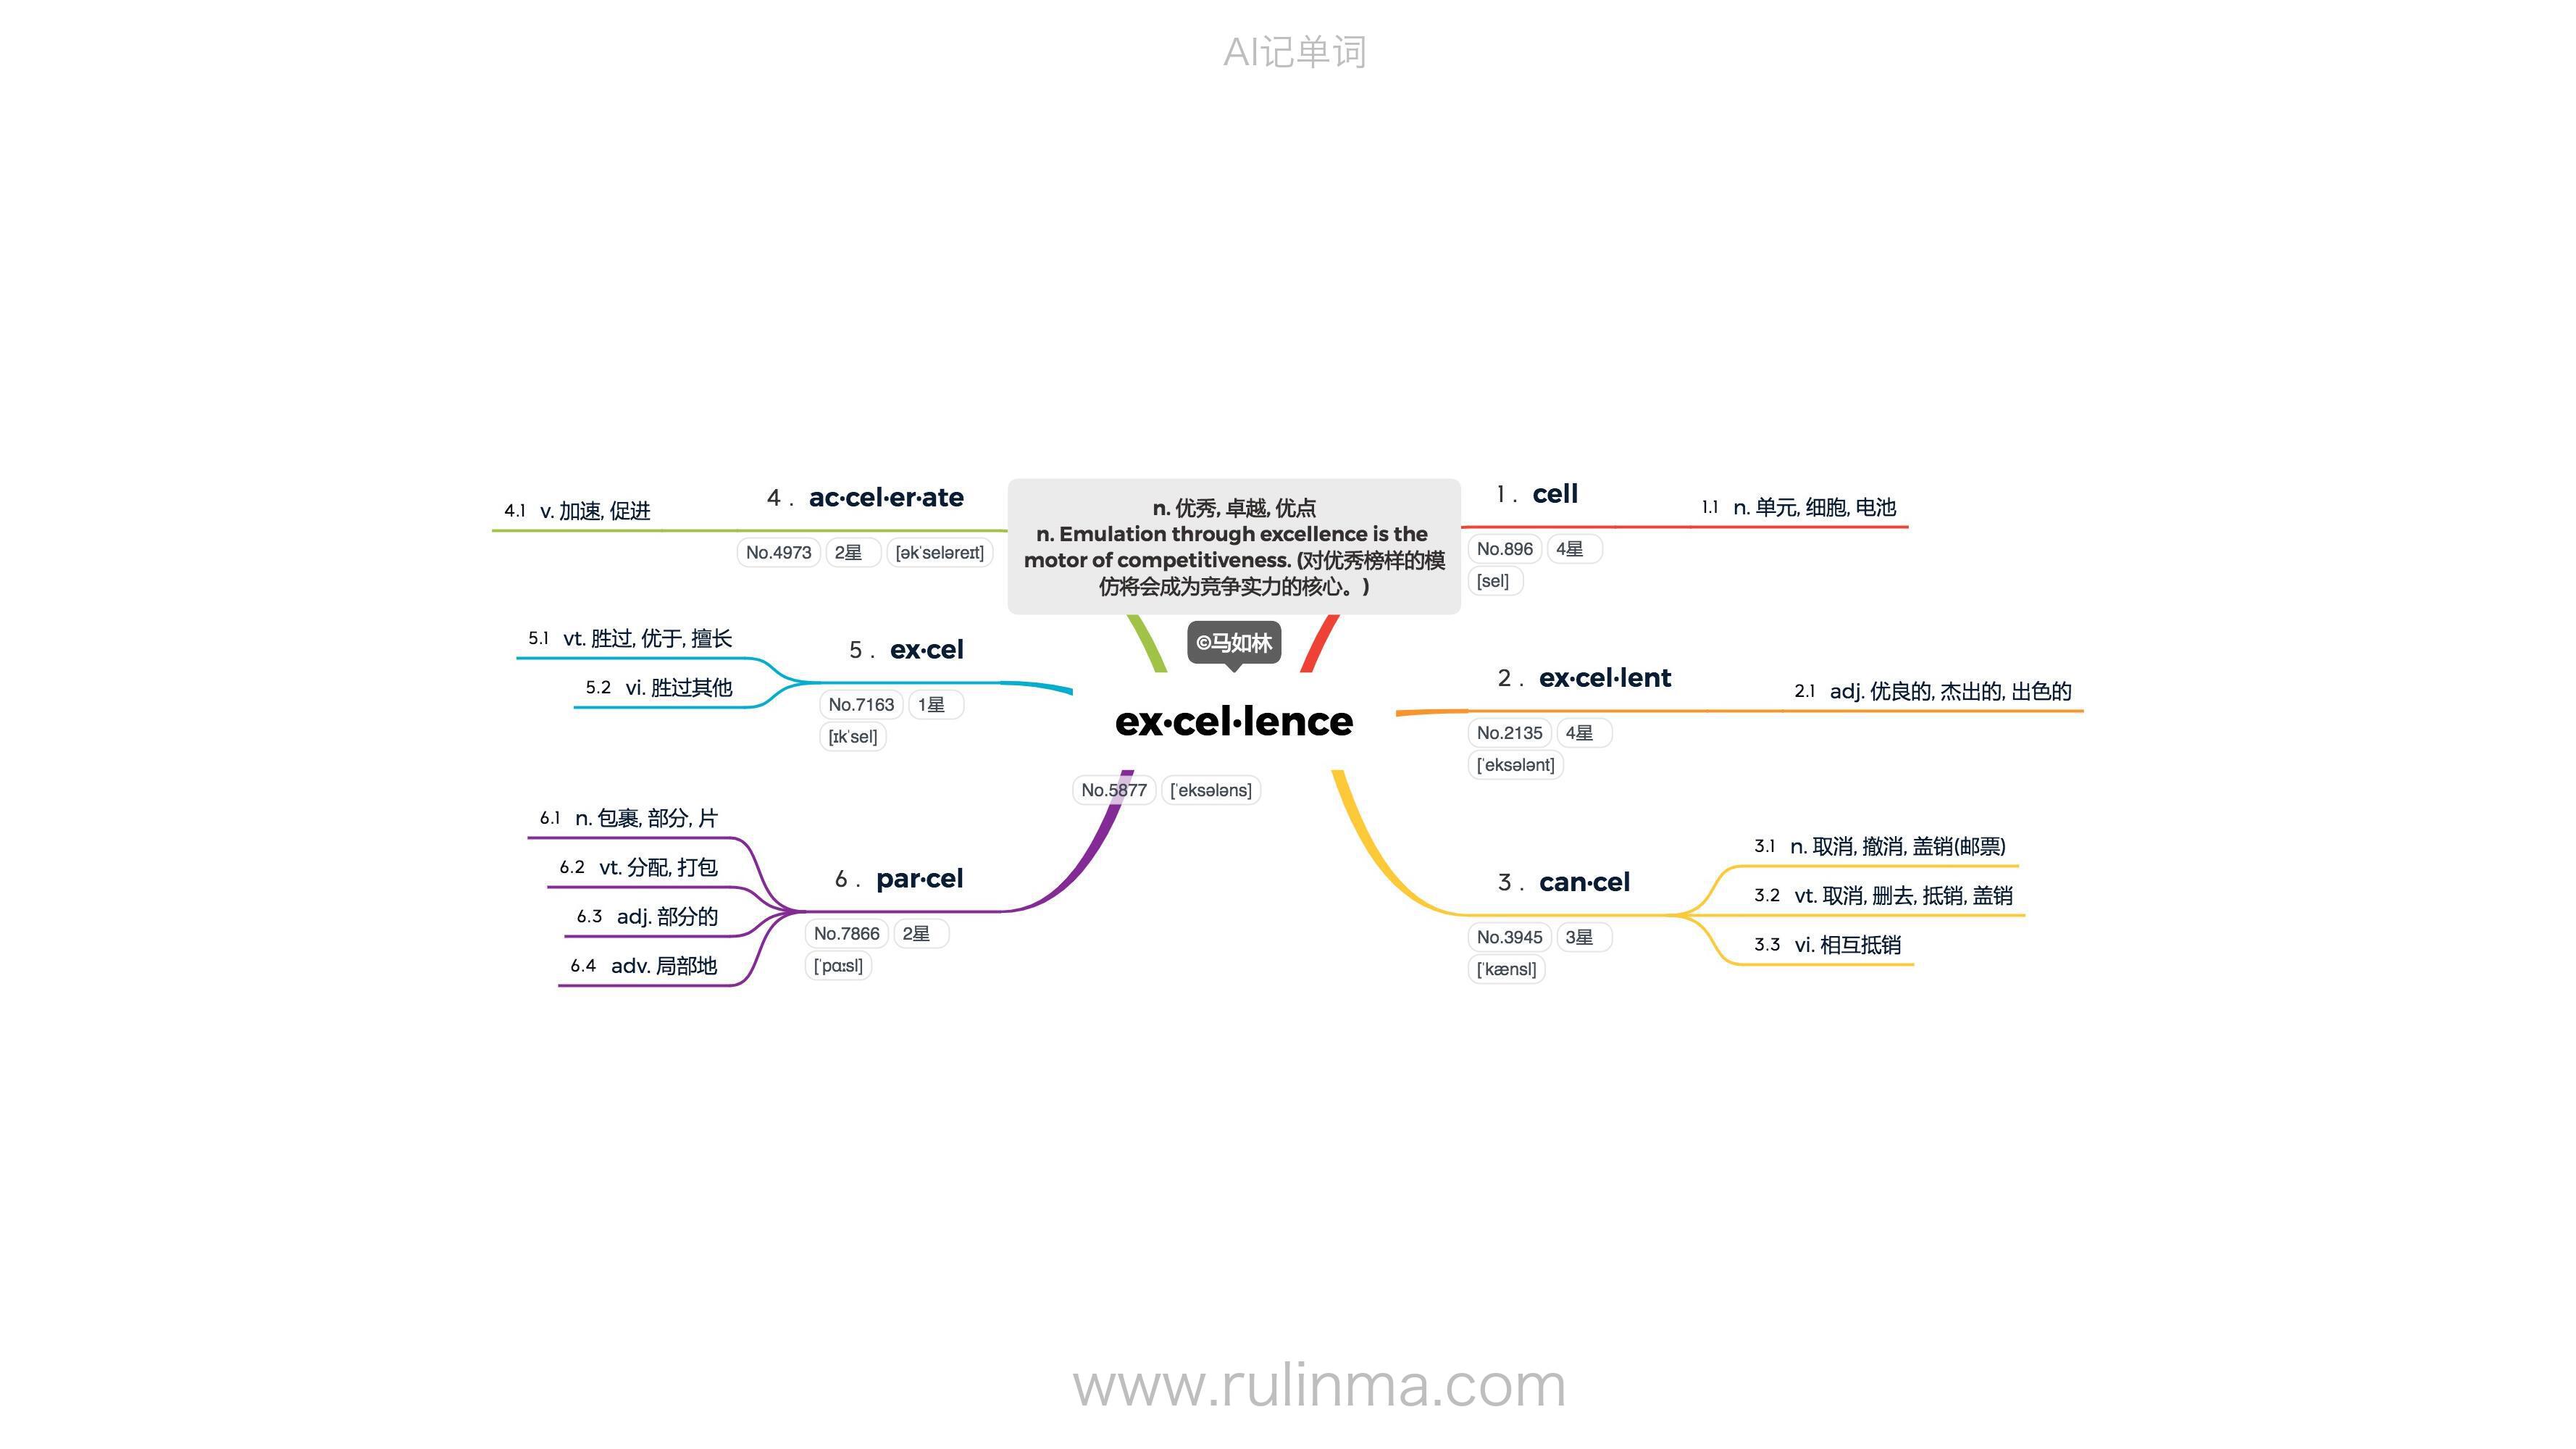 AI记单词
n. 优秀, 卓越, 优点
n. Emulation through excellence is the
motor of competitiveness. (对优秀榜样的模
仿将会成为竞争实力的核心。)
©马如林
ex·cel·lence
No.5877 [ˈeksələns]
1 . cell
No.896 4星
[sel]
1.1 n. 单元, 细胞, 电池
2 . ex·cel·lent
No.2135 4星
[ˈeksələnt]
2.1 adj. 优良的, 杰出的, 出色的
3 . can·cel
No.3945 3星
[ˈkænsl]
3.1 n. 取消, 撤消, 盖销(邮票)
3.2 vt. 取消, 删去, 抵销, 盖销
3.3 vi. 相互抵销
4 . ac·cel·er·ate
No.4973 2星 [əkˈseləreɪt]
4.1 v. 加速, 促进
5 . ex·cel
No.7163 1星
[ɪkˈsel]
5.1 vt. 胜过, 优于, 擅长
5.2 vi. 胜过其他
6 . par·cel
No.7866 2星
[ˈpɑːsl]
6.1 n. 包裹, 部分, 片
6.2 vt. 分配, 打包
6.3 adj. 部分的
6.4 adv. 局部地
www.rulinma.com